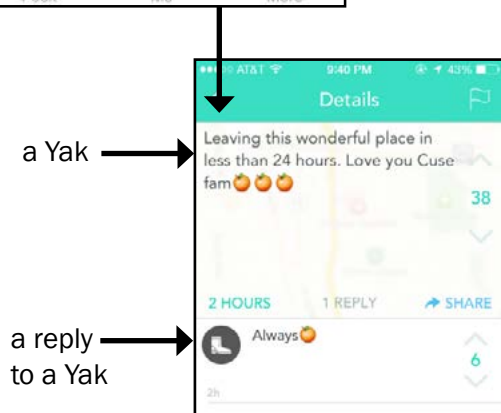 Peek Me More
AT&T 9:40 PM 43%
Details
a Yak
Leaving this wonderful place in
less than 24 hours. Love you Cuse
fam🍊🍊🍊
38
2 HOURS 1 REPLY SHARE
a reply
to a Yak
Always🍊
6
2h